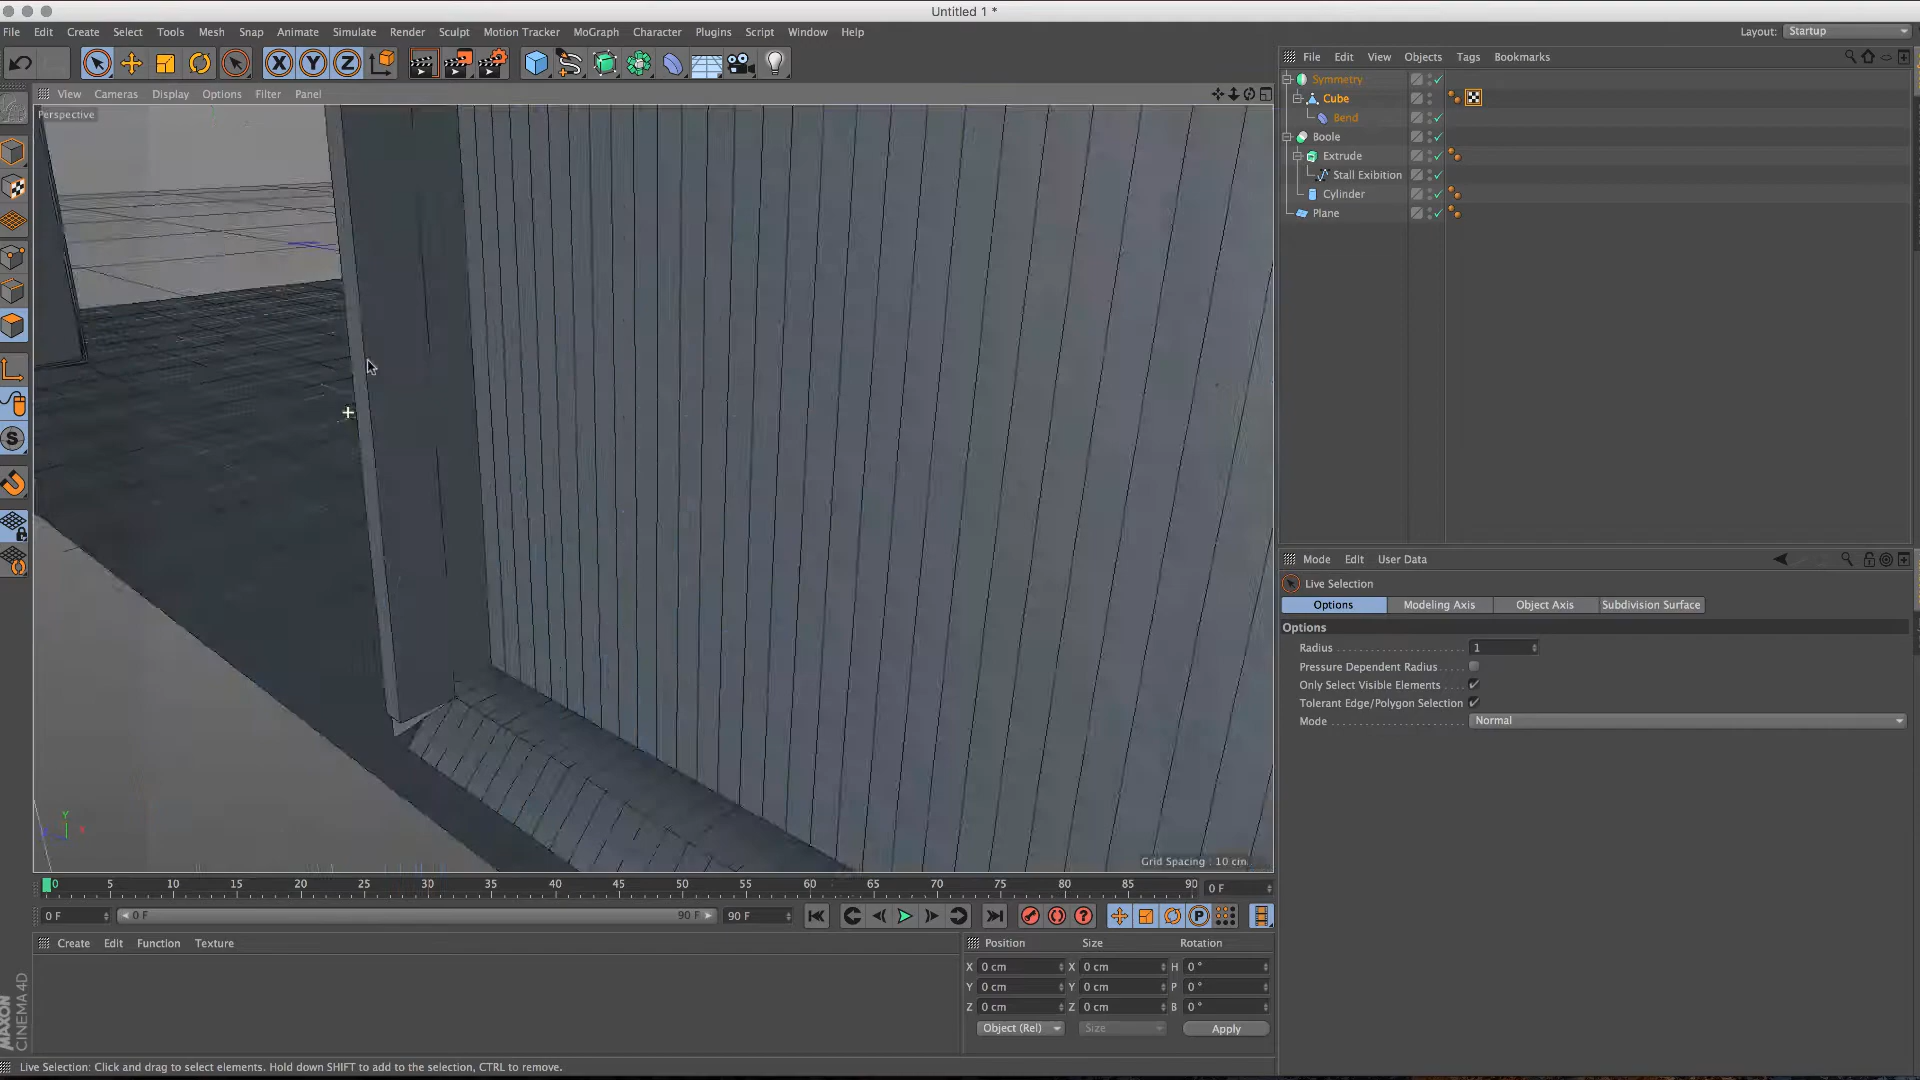 Untitled 1 *
File Edit Create Select Tools Mesh Snap Animate Simulate Render Sculpt Motion Tracker MoGraph Character Plugins Script Window Help
Layout: Startup
File Edit View Objects Tags Bookmarks
View Cameras Display Options Filter Panel
Perspective
Symmetry
Cube
Bend
Boole
Extrude
Stall Exibition
Cylinder
Plane
Mode Edit User Data
Live Selection
Options Modeling Axis Object Axis Subdivision Surface
Options
Radius 1
Pressure Dependent Radius
Only Select Visible Elements
Tolerant Edge/Polygon Selection
Mode Normal
Y
Grid Spacing : 10 cm
0 5 10 15 20 25 30 35 40 45 50 55 60 65 70 75 80 85 90 0 F
0 F 0 F 90 F 90 F
Create Edit Function Texture
Position Size Rotation
X 0 cm X 0 cm H 0 °
Y 0 cm Y 0 cm P 0 °
Z 0 cm Z 0 cm B 0 °
Object (Rel) Size Apply
MAXON CINEMA 4D
Live Selection: Click and drag to select elements. Hold down SHIFT to add to the selection, CTRL to remove.